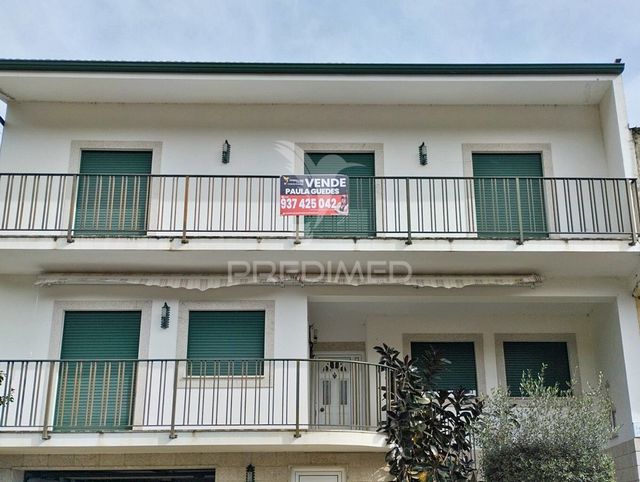 VENDE
PAULA GUEDES
937 425 042
PREDIMED